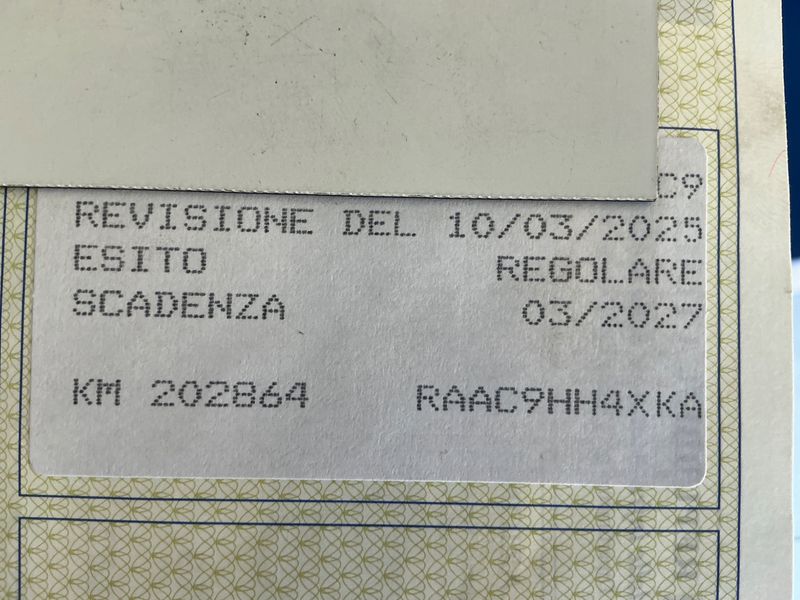 C9
REVISIONE DEL 10/03/2025
ESITO REGOLARE
SCADENZA 03/2027
KM 202864 RAAC9HH4XKA